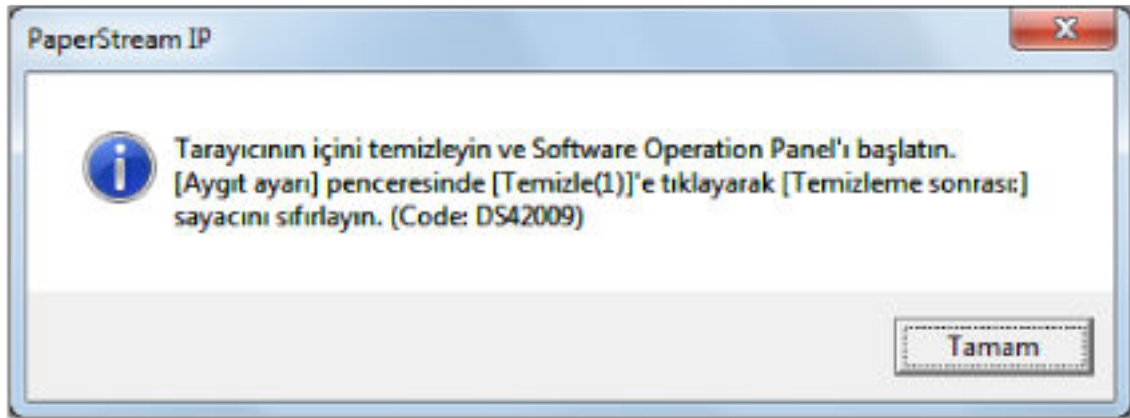 PaperStream IP
Tarayıcının içini temizleyin ve Software Operation Panel'ı başlatın.
[Aygıt ayarı] penceresinde [Temizle(1)]'e tıklayarak [Temizleme sonrası:]
sayacını sıfırlayın. (Code: DS42009)
Tamam